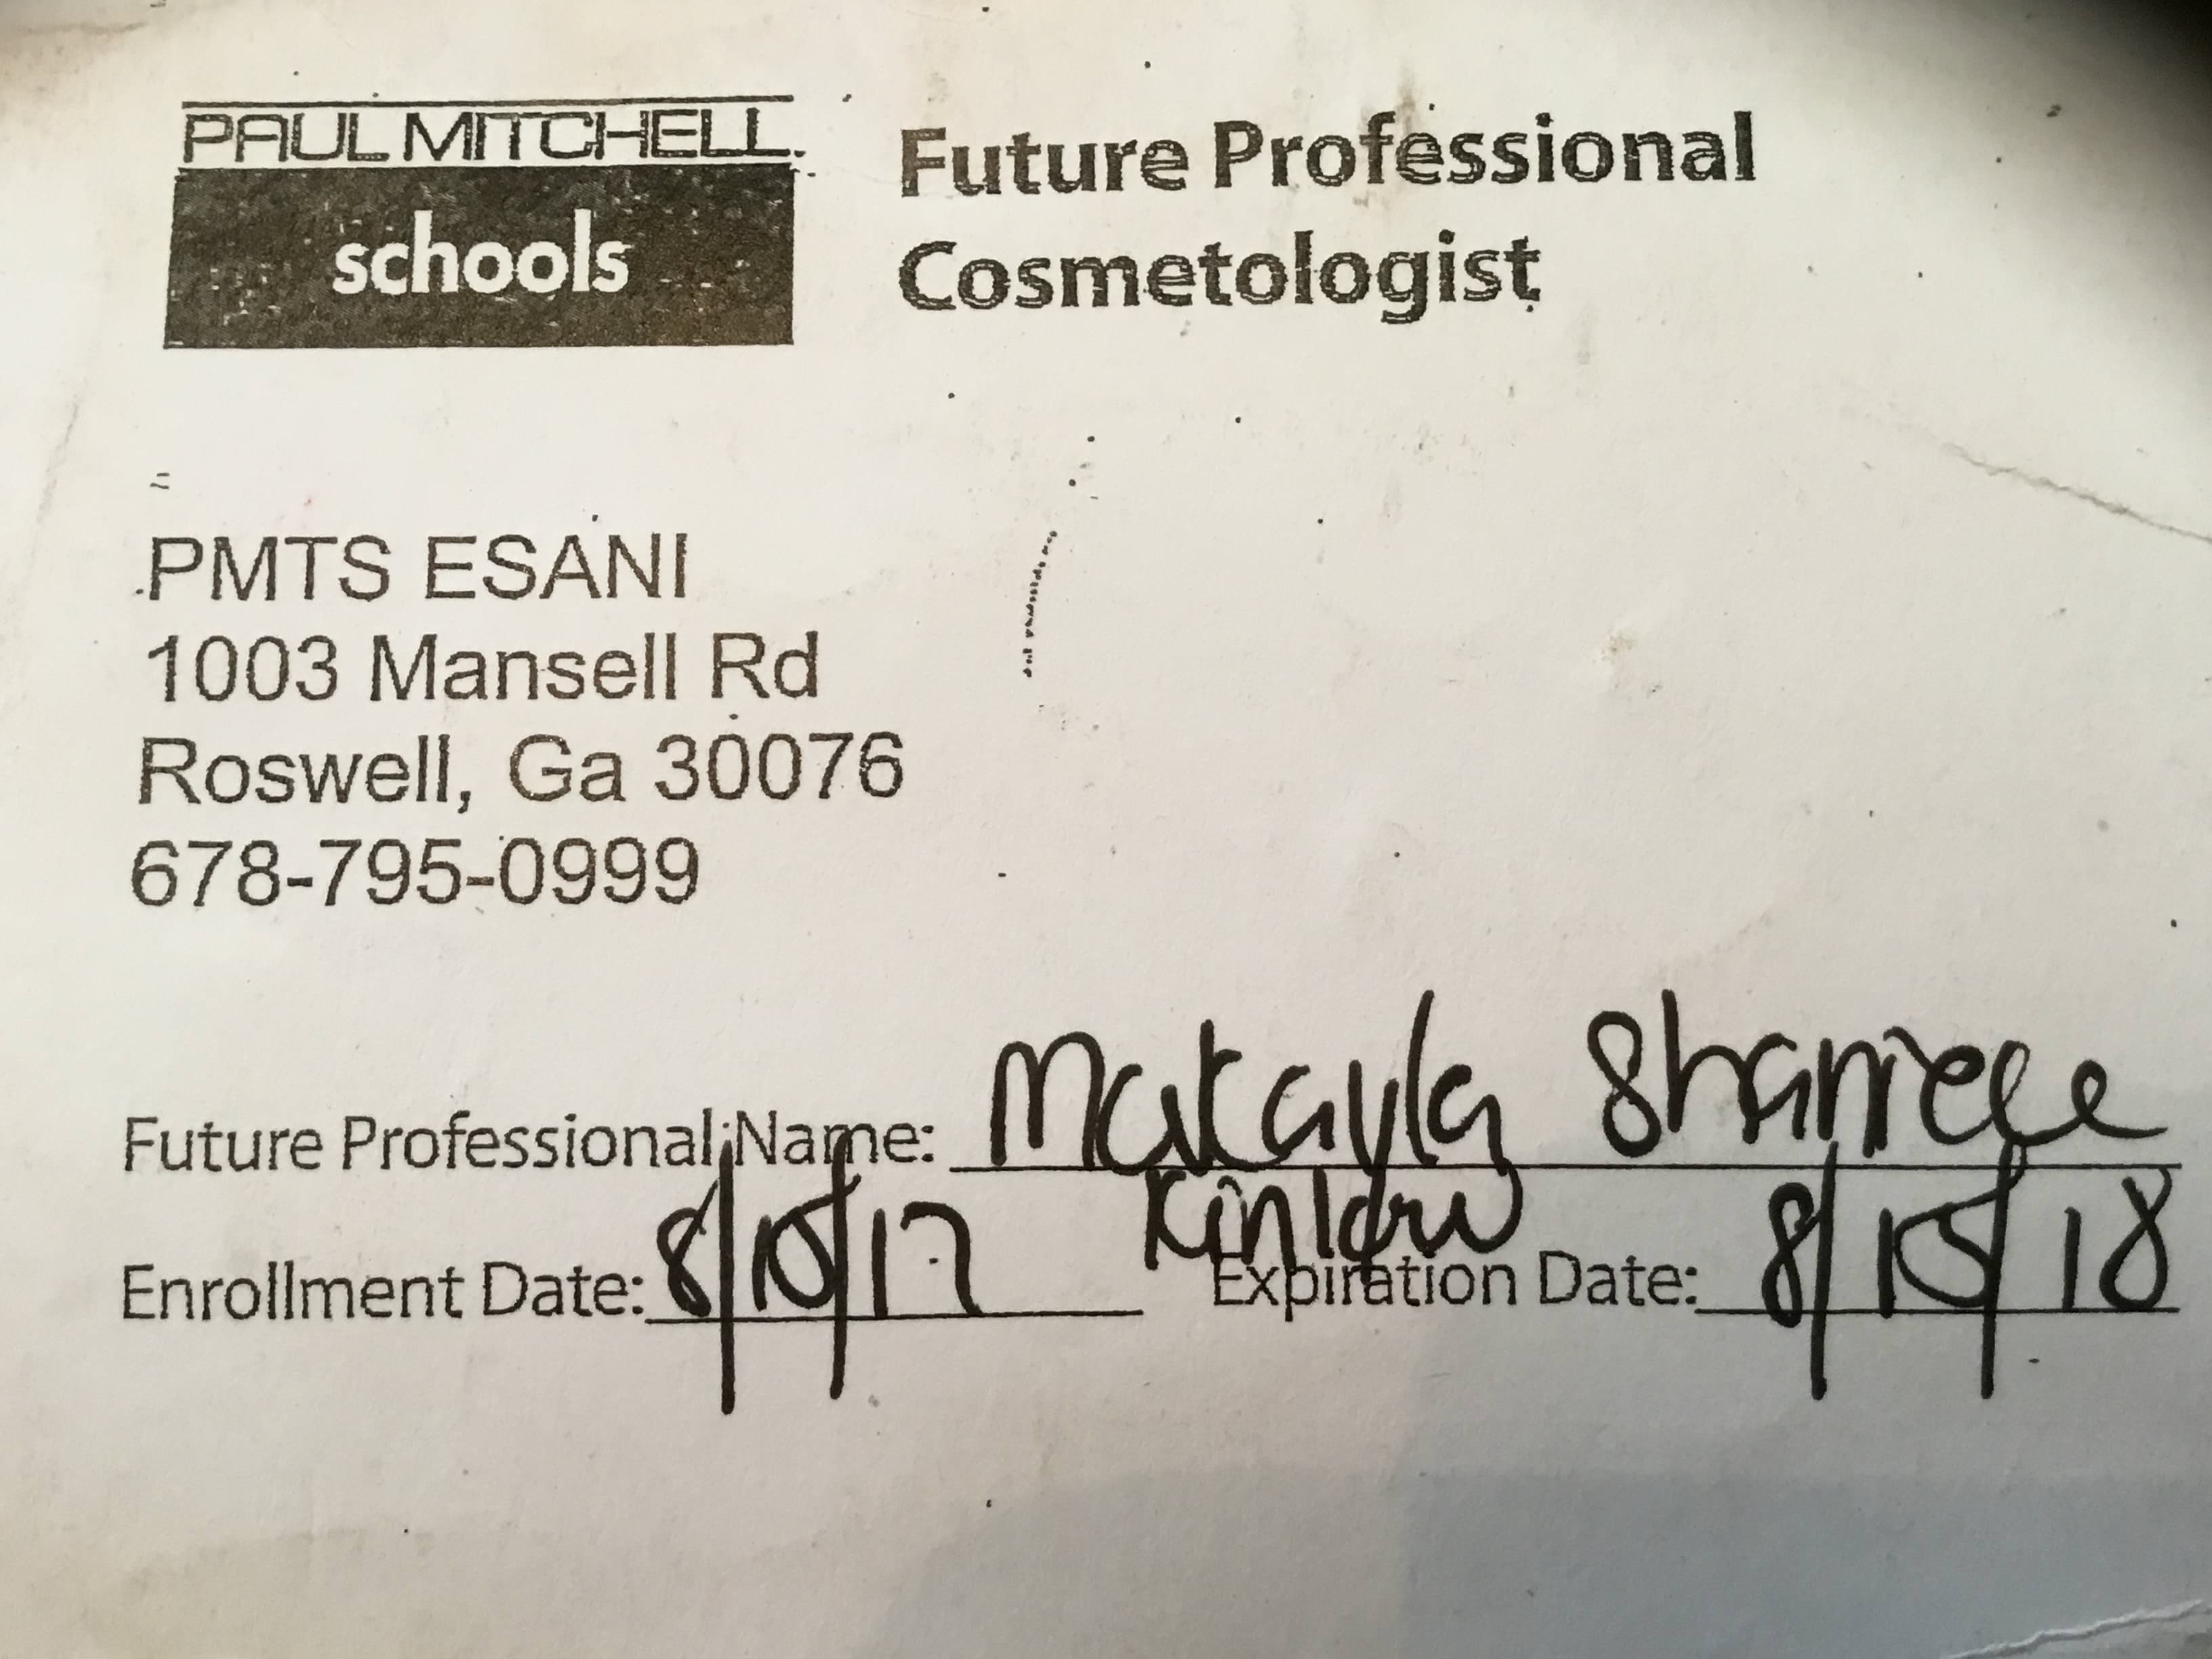 PAUL MITCHELL
schools
Future Professional
Cosmetologist
PMTS ESANI
1003 Mansell Rd
Roswell, Ga 30076
678-795-0999
Future Professional Name: Makayla Shaniece
Kinlaw
Enrollment Date: 8/15/17 Expiration Date: 8/15/18